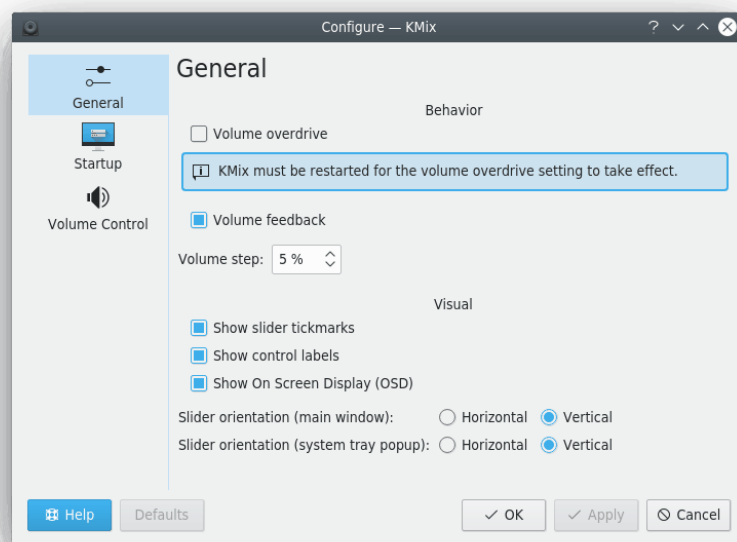 Configure — KMix
General
Startup
Volume Control
General
Behavior
Volume overdrive
KMix must be restarted for the volume overdrive setting to take effect.
Volume feedback
Volume step: 5 %
Visual
Show slider tickmarks
Show control labels
Show On Screen Display (OSD)
Slider orientation (main window): Horizontal Vertical
Slider orientation (system tray popup): Horizontal Vertical
Help Defaults OK Apply Cancel